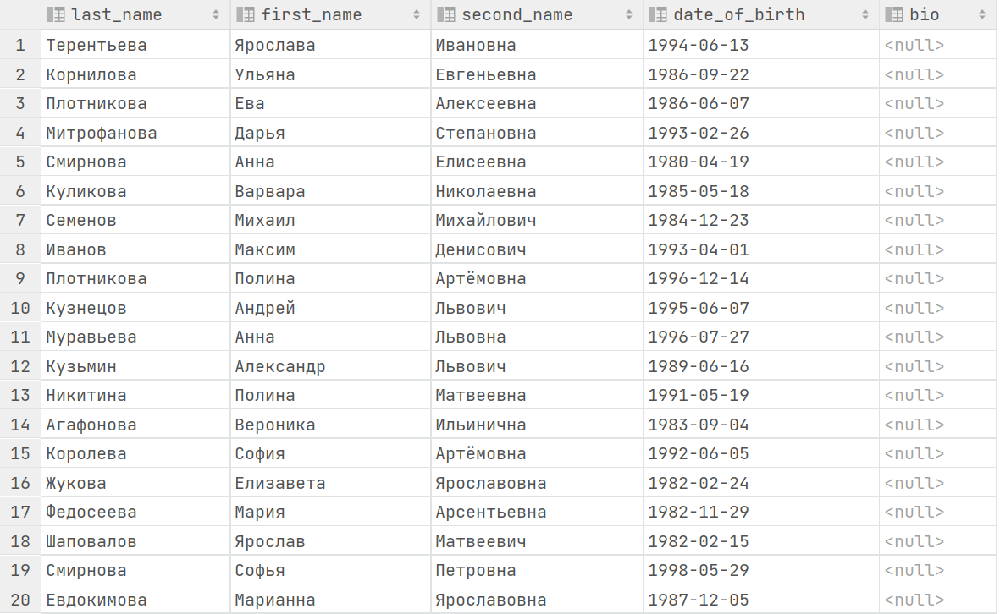 last_name first_name second_name date_of_birth bio
1 Терентьева Ярослава Ивановна 1994-06-13 <null>
2 Корнилова Ульяна Евгеньевна 1986-09-22 <null>
3 Плотникова Ева Алексеевна 1986-06-07 <null>
4 Митрофанова Дарья Степановна 1993-02-26 <null>
5 Смирнова Анна Елисеевна 1980-04-19 <null>
6 Куликова Варвара Николаевна 1985-05-18 <null>
7 Семенов Михаил Михайлович 1984-12-23 <null>
8 Иванов Максим Денисович 1993-04-01 <null>
9 Плотникова Полина Артёмовна 1996-12-14 <null>
10 Кузнецов Андрей Львович 1995-06-07 <null>
11 Муравьева Анна Львовна 1996-07-27 <null>
12 Кузьмин Александр Львович 1989-06-16 <null>
13 Никитина Полина Матвеевна 1991-05-19 <null>
14 Агафонова Вероника Ильинична 1983-09-04 <null>
15 Королева София Артёмовна 1992-06-05 <null>
16 Жукова Елизавета Ярославовна 1982-02-24 <null>
17 Федосеева Мария Арсентьевна 1982-11-29 <null>
18 Шаповалов Ярослав Матвеевич 1982-02-15 <null>
19 Смирнова Софья Петровна 1998-05-29 <null>
20 Евдокимова Марианна Ярославовна 1987-12-05 <null>